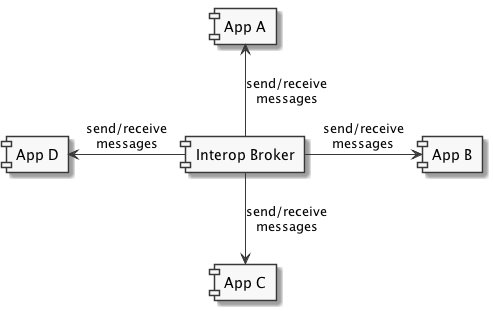 App A
send/receive
messages
send/receive
messages
send/receive
messages
App D
Interop Broker
App B
send/receive
messages
App C